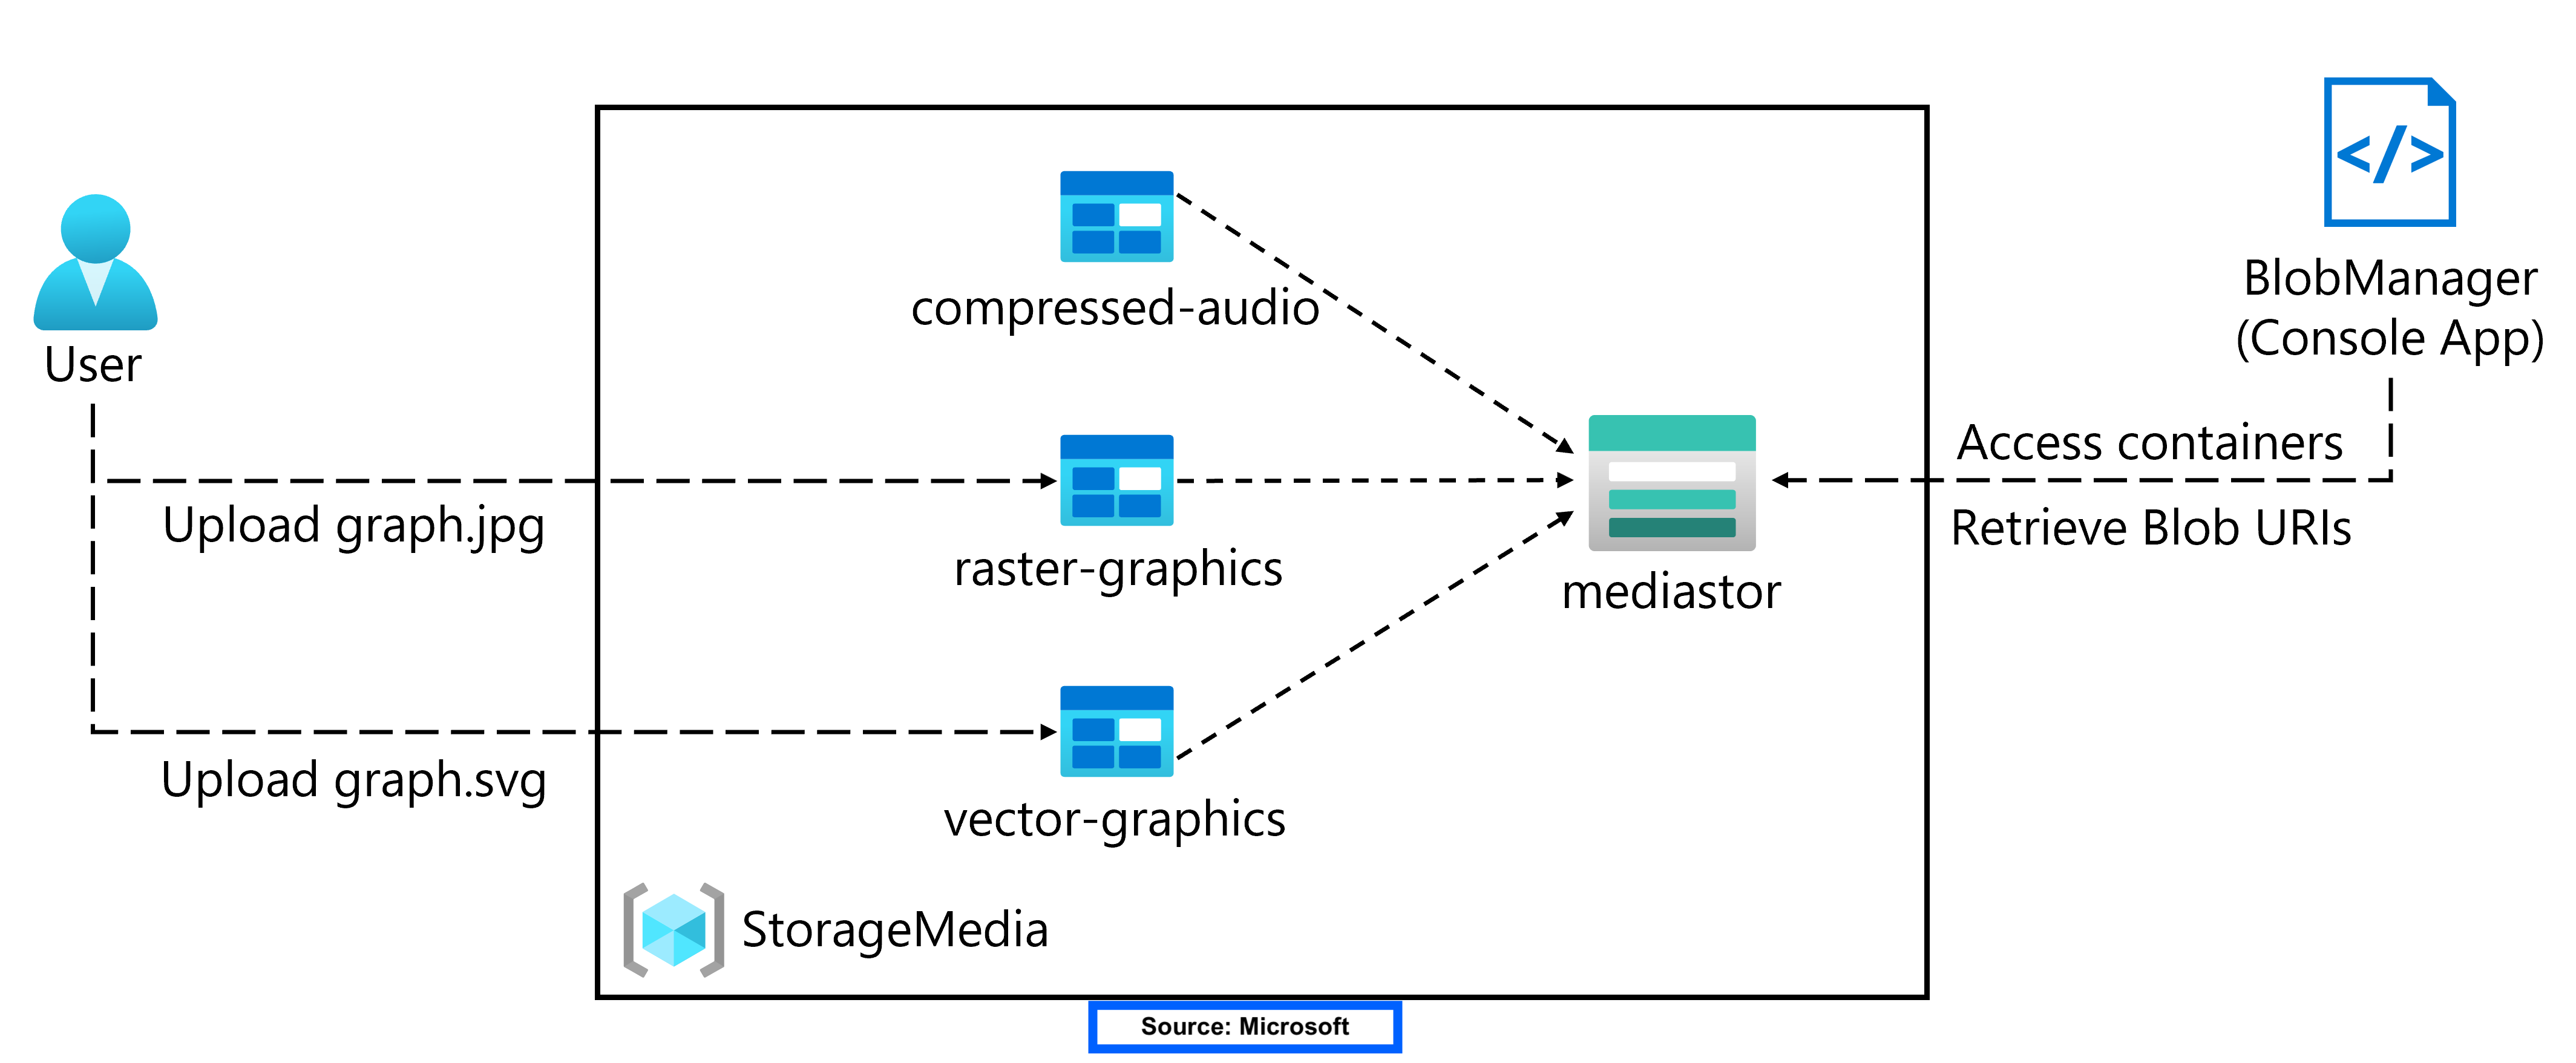 User
Upload graph.jpg
Upload graph.svg
compressed-audio
raster-graphics
vector-graphics
StorageMedia
mediastor
</>
BlobManager
(Console App)
Access containers
Retrieve Blob URIs
Source: Microsoft